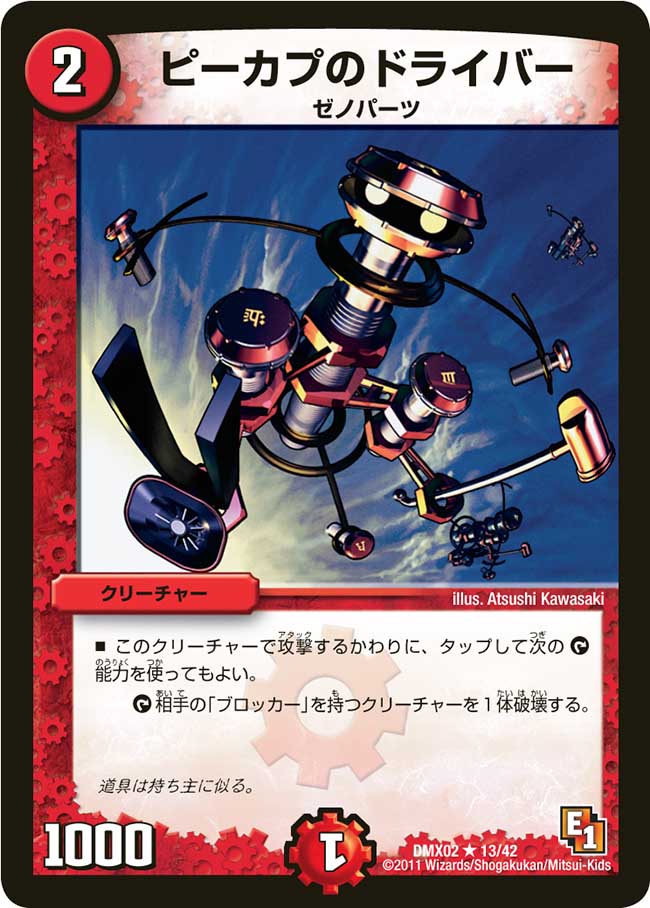 2
ピーカプのドライバー
ゼノパーツ
クリーチャー
illus. Atsushi Kawasaki
■ このクリーチャーで攻撃するかわりに、タップして次の
能力を使ってもよい。
相手の「ブロッカー」を持つクリーチャーを1体破壊する。
道具は持ち主に似る。
1000
1
E1
DMX02 ★ 13/42
©2011 Wizards/Shogakukan/Mitsui-Kids